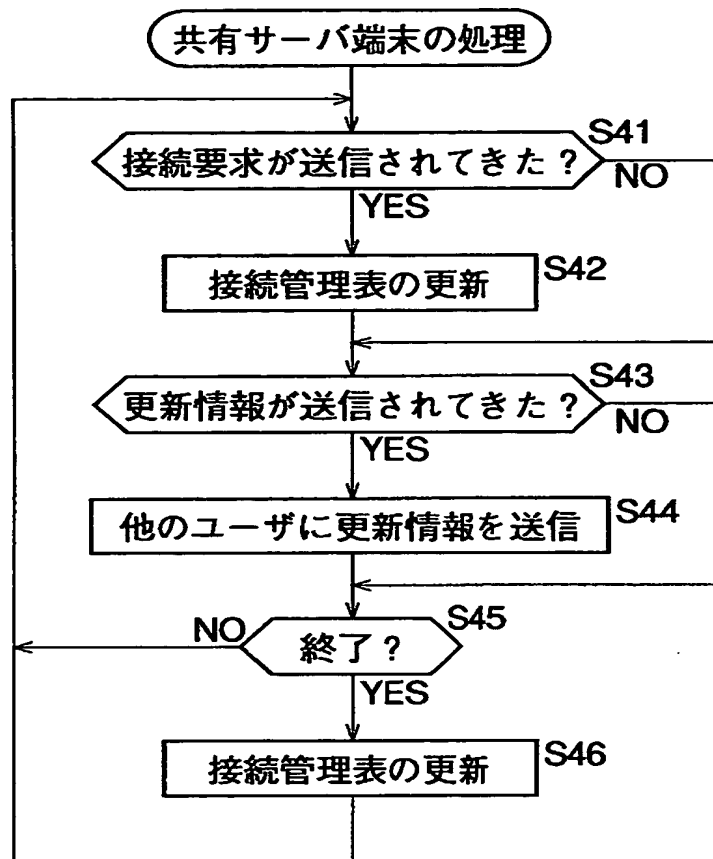 共有サーバ端末の処理
S41
接続要求が送信されてきた？
NO
YES
S42
接続管理表の更新
S43
更新情報が送信されてきた？
NO
YES
S44
他のユーザに更新情報を送信
S45
NO
終了？
YES
S46
接続管理表の更新